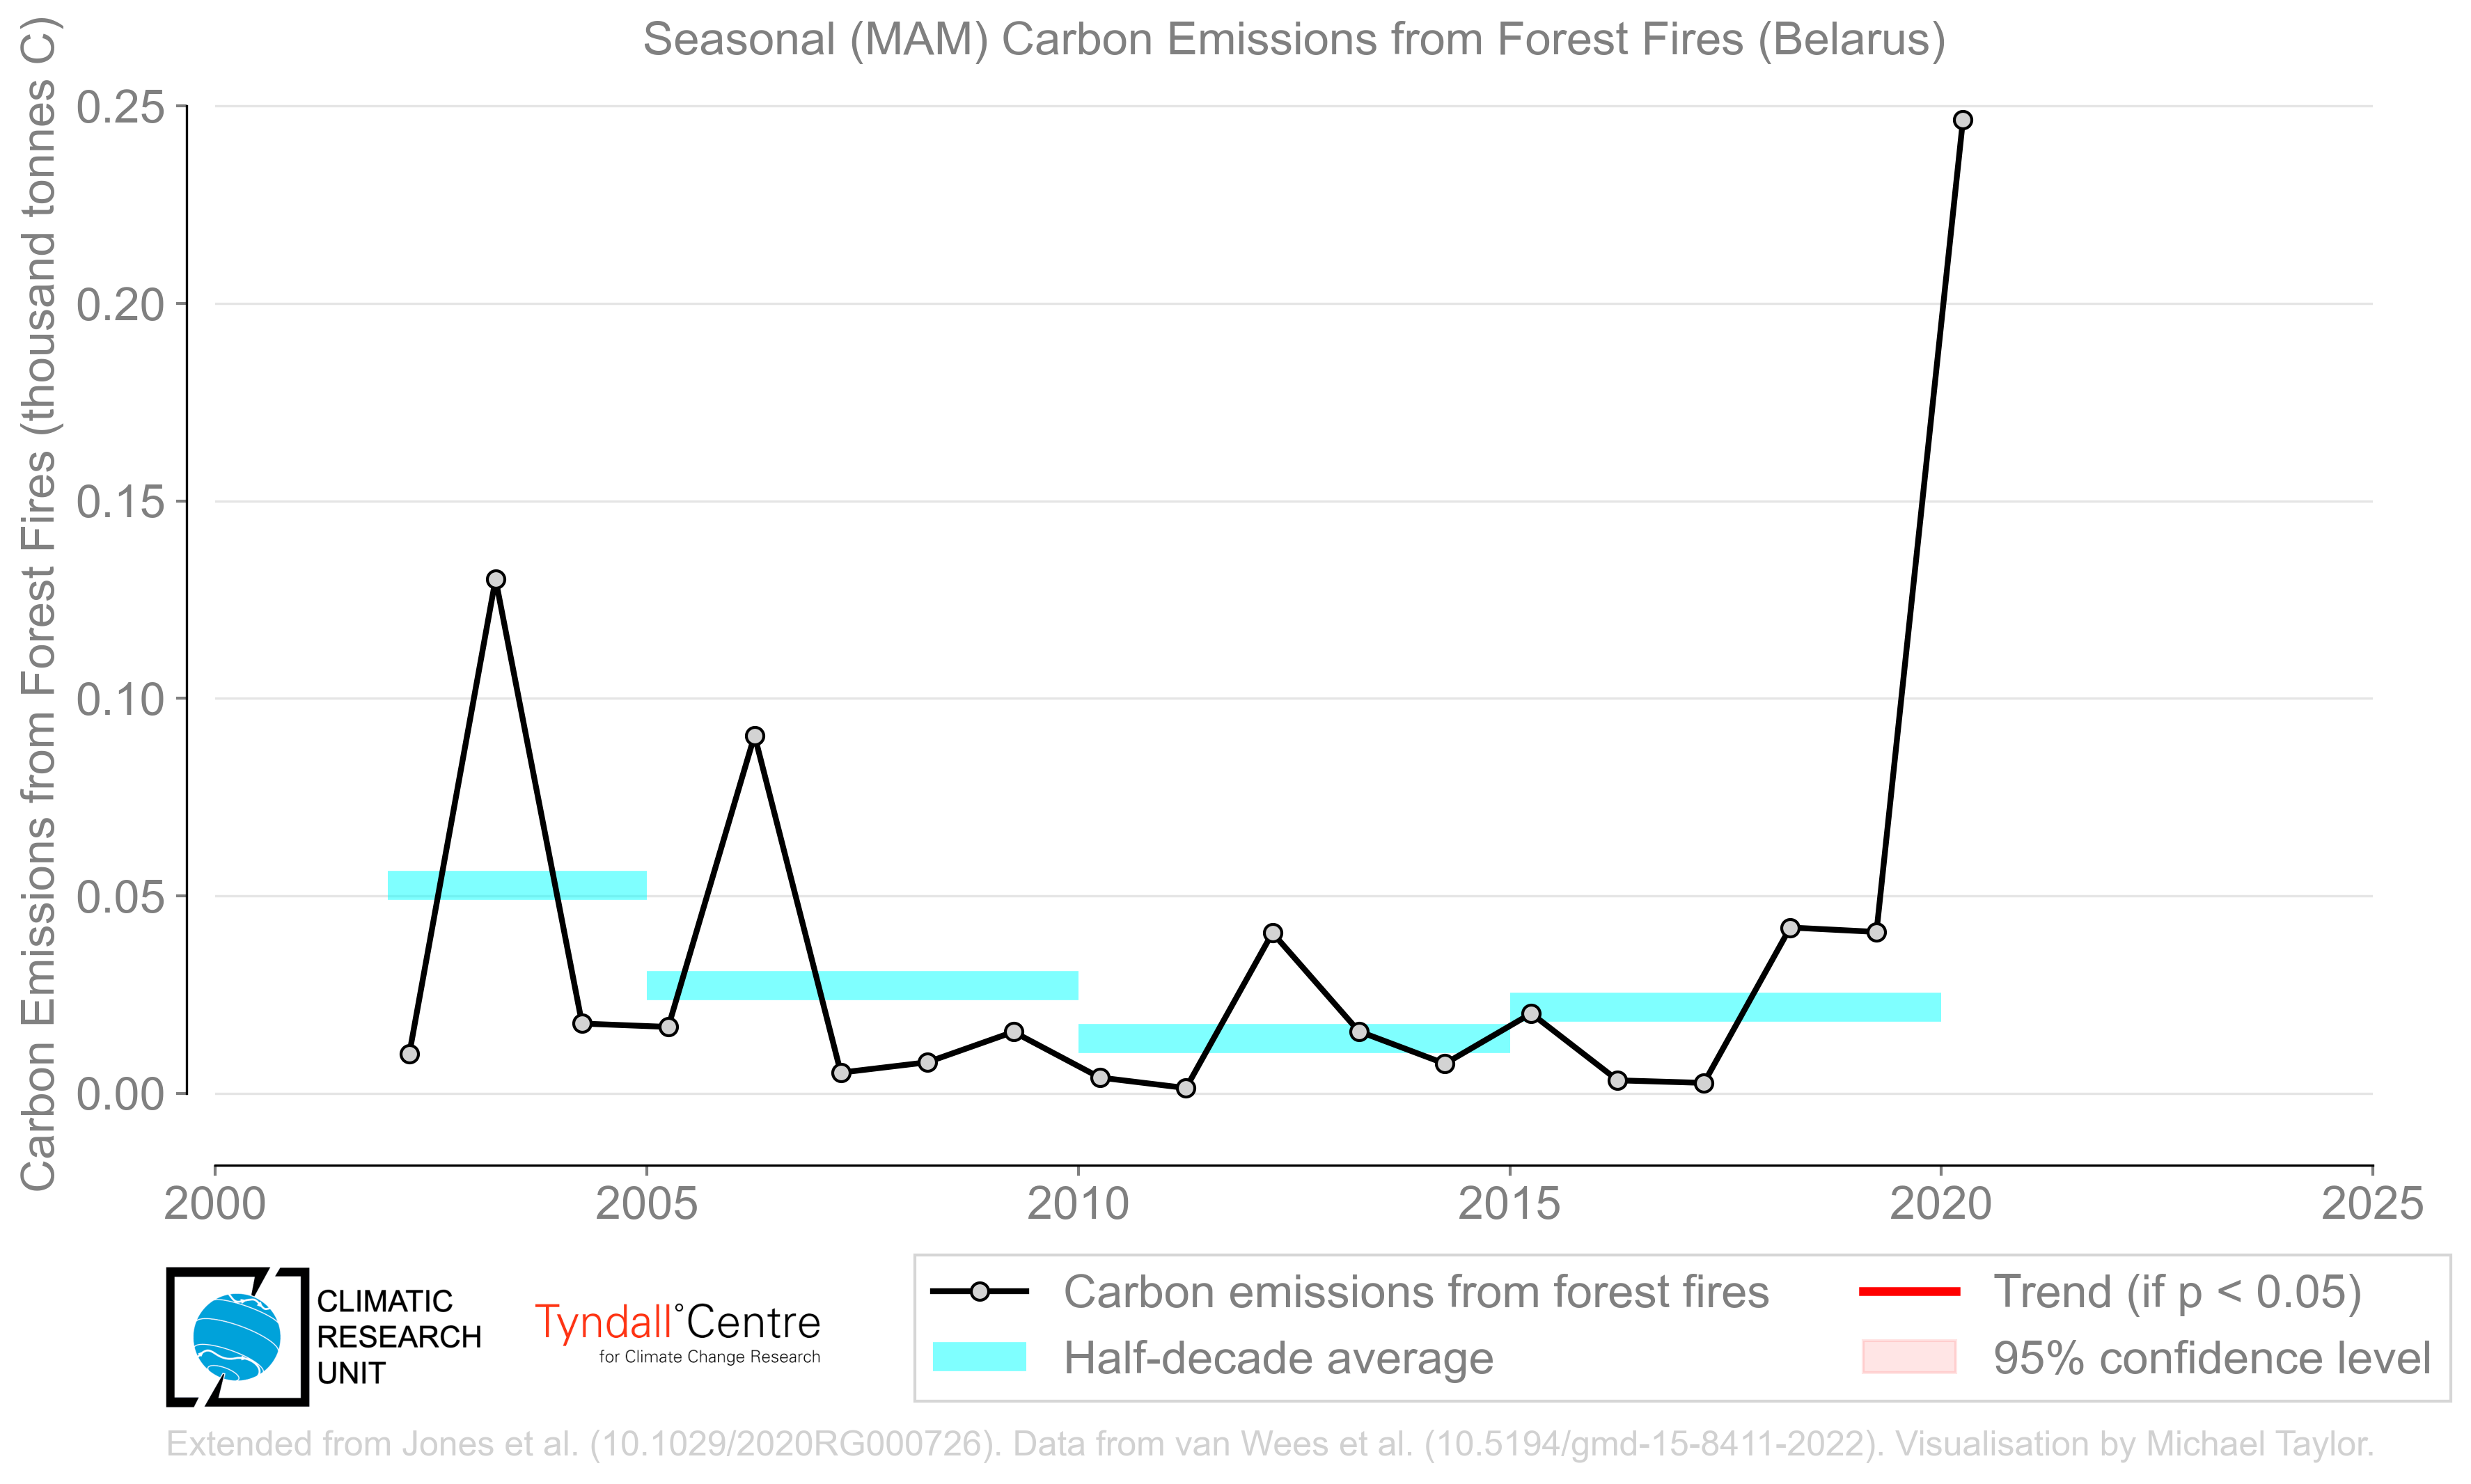 Seasonal (MAM) Carbon Emissions from Forest Fires (Belarus)
Carbon Emissions from Forest Fires (thousand tonnes C)
0.25
0.20
0.15
0.10
0.05
0.00
2000 2005 2010 2015 2020 2025
CLIMATIC
RESEARCH
UNIT
Tyndall°Centre
for Climate Change Research
Carbon emissions from forest fires
Half-decade average
Trend (if p < 0.05)
95% confidence level
Extended from Jones et al. (10.1029/2020RG000726). Data from van Wees et al. (10.5194/gmd-15-8411-2022). Visualisation by Michael Taylor.